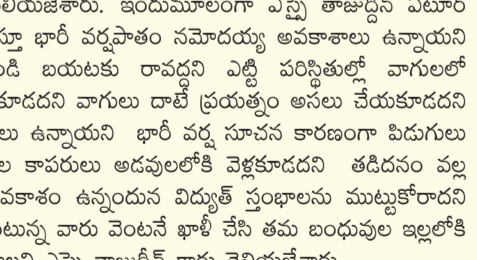 లియజేశారు. ఇందుమూలంగా ఎస్సై తాజుద్దీన్ ఏటూర
స్తూ భారీ వర్షపాతం నమోదయ్య అవకాశాలు ఉన్నాయని
ండి బయటకు రావద్దని ఎట్టి పరిస్థితుల్లో వాగులలో
కూడదని వాగులు దాటే ప్రయత్నం అసలు చేయకూడదని
లు ఉన్నాయని భారీ వర్ష సూచన కారణంగా పిడుగులు
ల కాపరులు అడవులలోకి వెళ్లకూడదని తడిదనం వల్ల
వకాశం ఉన్నందున విద్యుత్ స్తంభాలను ముట్టుకోరాదని
ంటున్న వారు వెంటనే ఖాళీ చేసి తమ బంధువుల ఇల్లలోకి